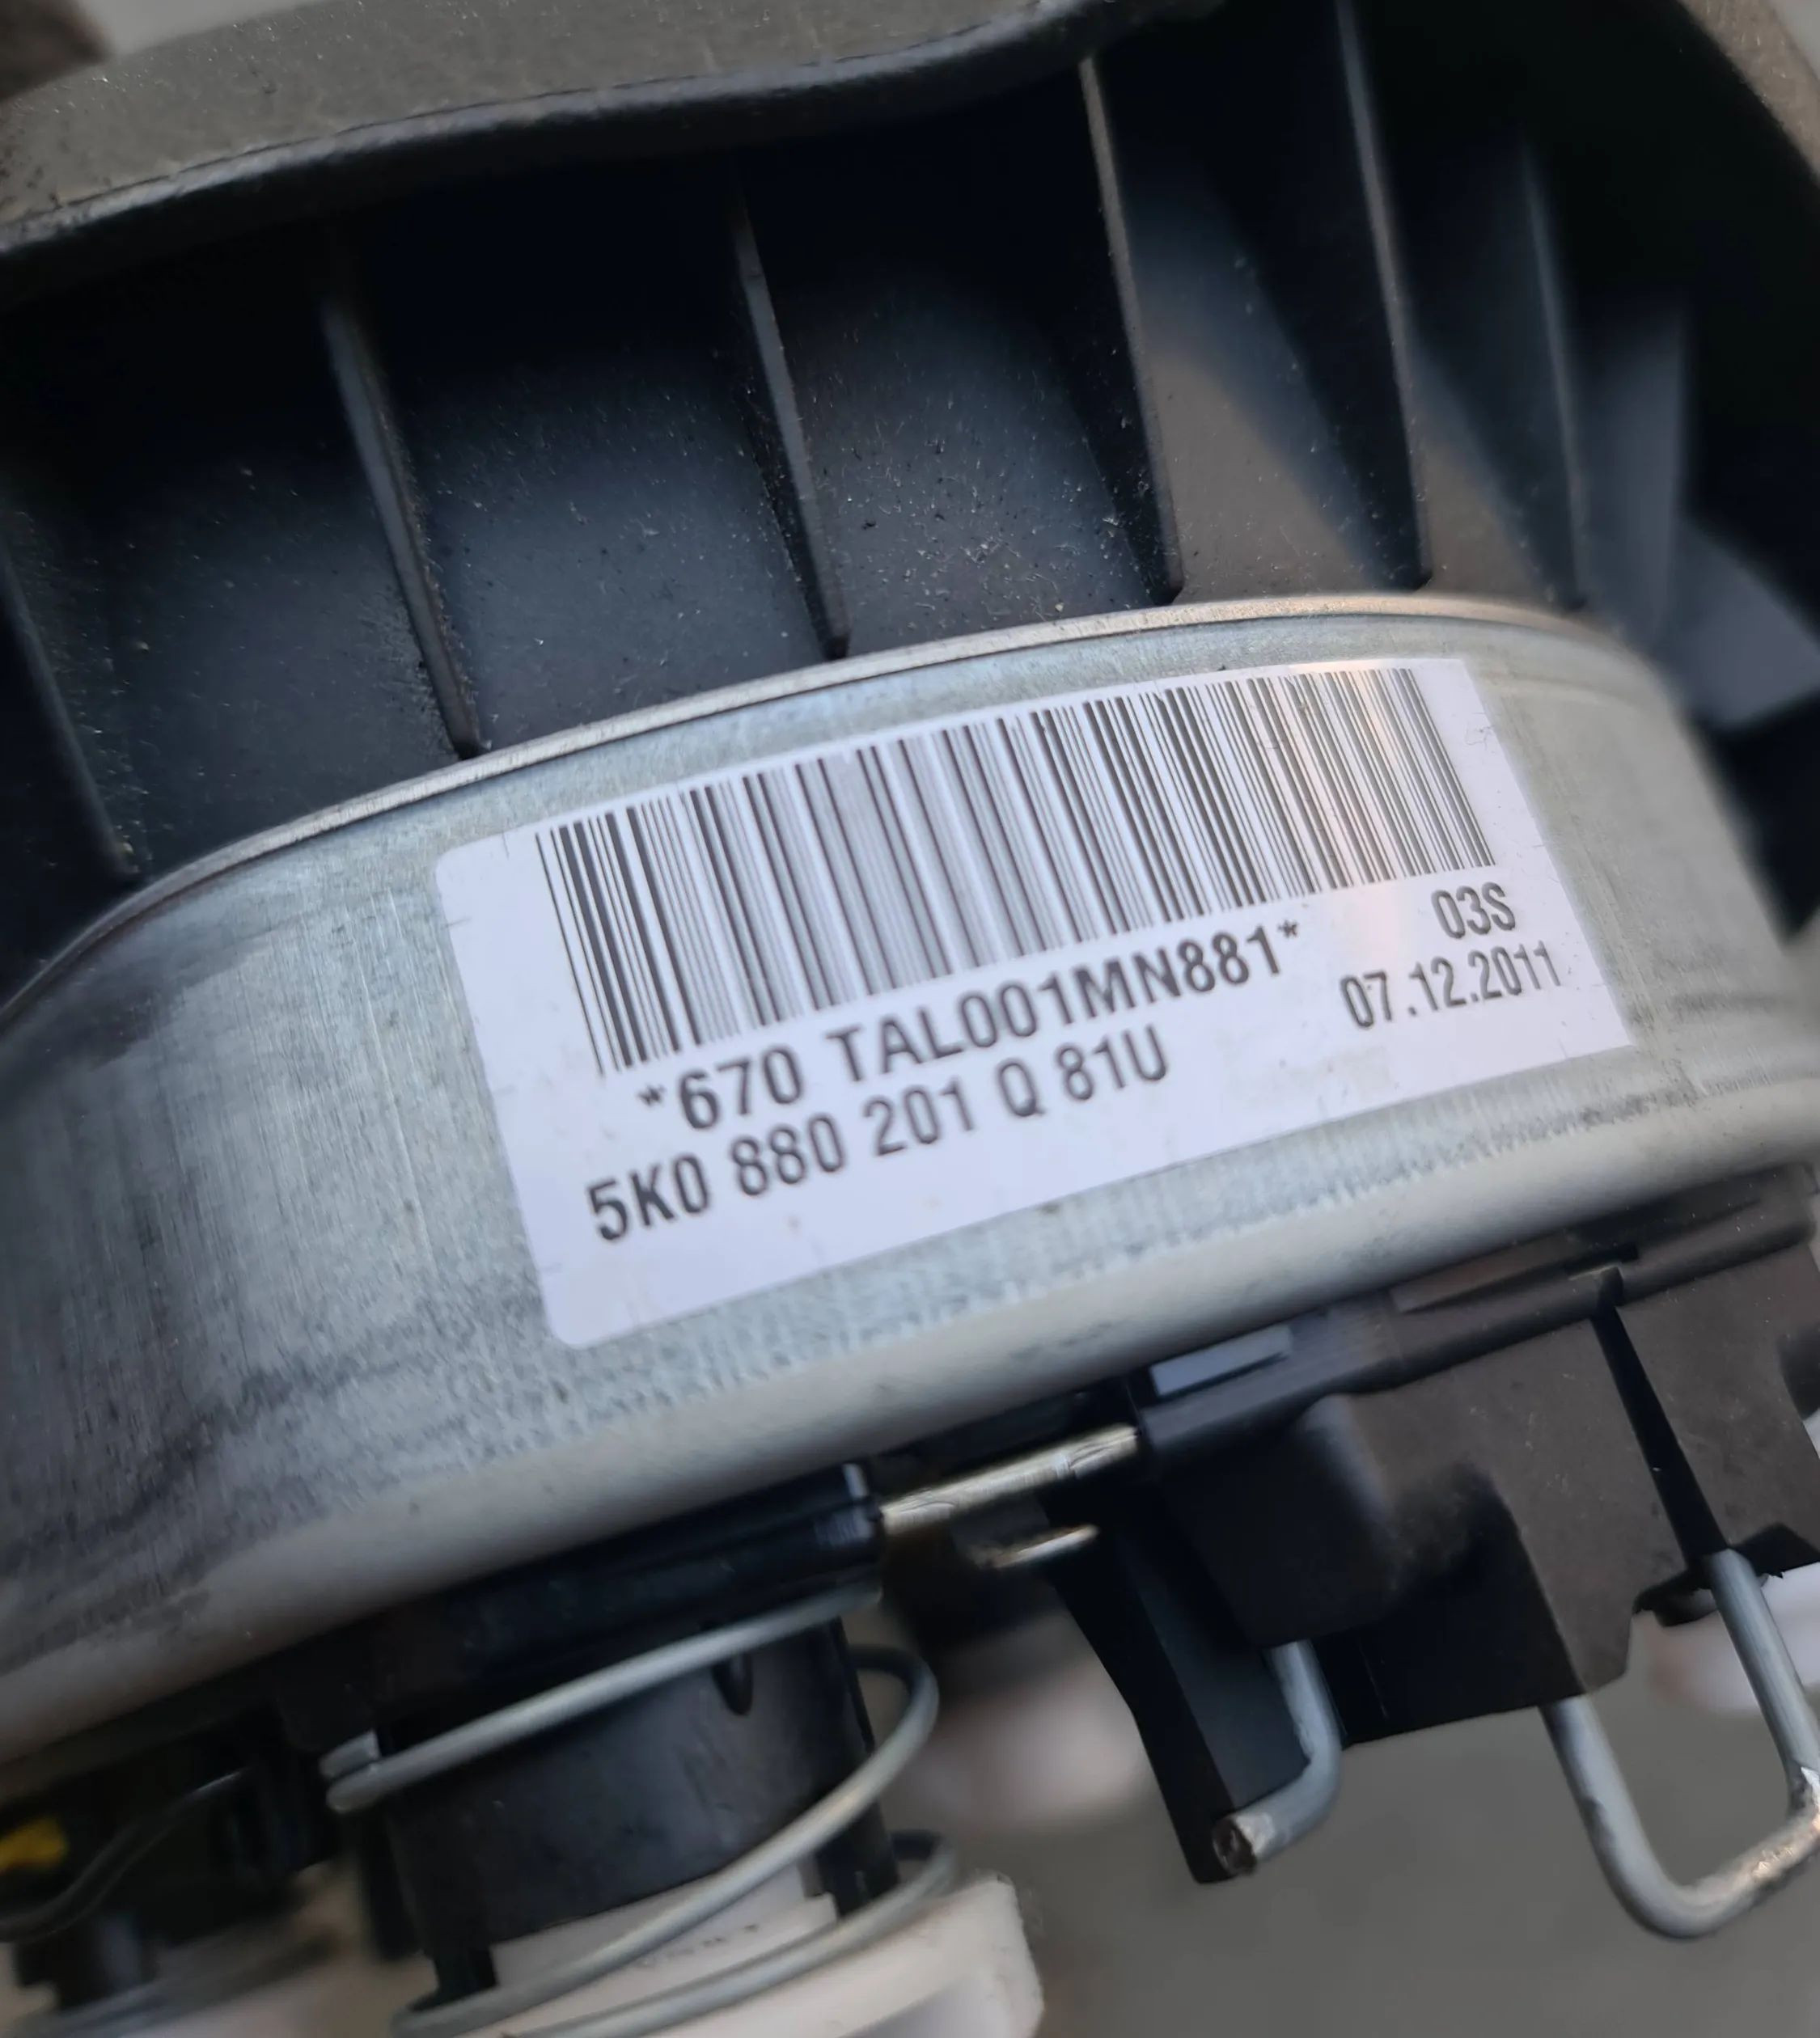 *670 TAL001MN881* 03S
5K0 880 201 Q 81U 07.12.2011